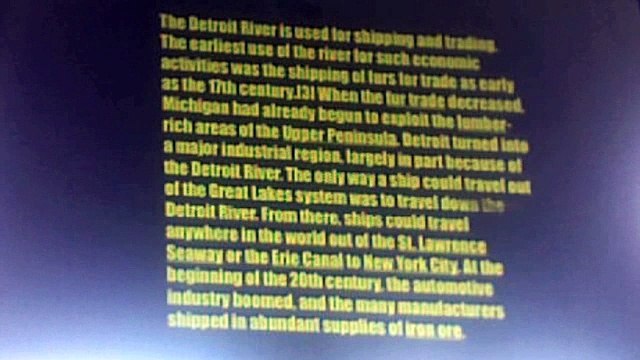 The Detroit River is used for shipping and trading.
The earliest use of the river for such economic
activities was the shipping of furs for trade as early
as the 17th century.[3] When the fur trade decreased,
Michigan had already begun to exploit the lumber-
rich areas of the Upper Peninsula. Detroit turned into
a major industrial region, largely in part because of
the Detroit River. The only way a ship could travel out
of the Great Lakes system was to travel down the
Detroit River. From there, ships could travel
anywhere in the world out of the St. Lawrence
Seaway or the Erie Canal to New York City. At the
beginning of the 20th century, the automotive
industry boomed, and the many manufacturers
shipped in abundant supplies of iron ore.